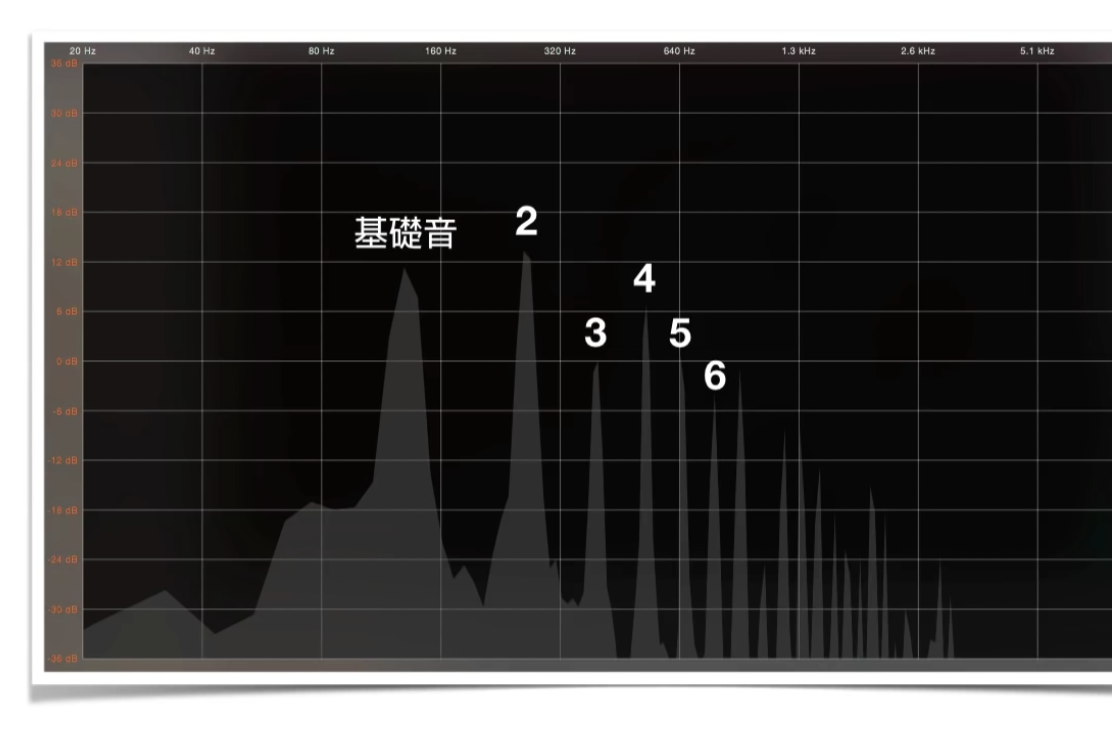 20 Hz 40 Hz 80 Hz 160 Hz 320 Hz 640 Hz 1.3 kHz 2.6 kHz 5.1 kHz
36 dB
30 dB
24 dB
18 dB
基礎音 2
12 dB
4
6 dB
3 5
0 dB
6
-6 dB
-12 dB
-18 dB
-24 dB
-30 dB
-36 dB